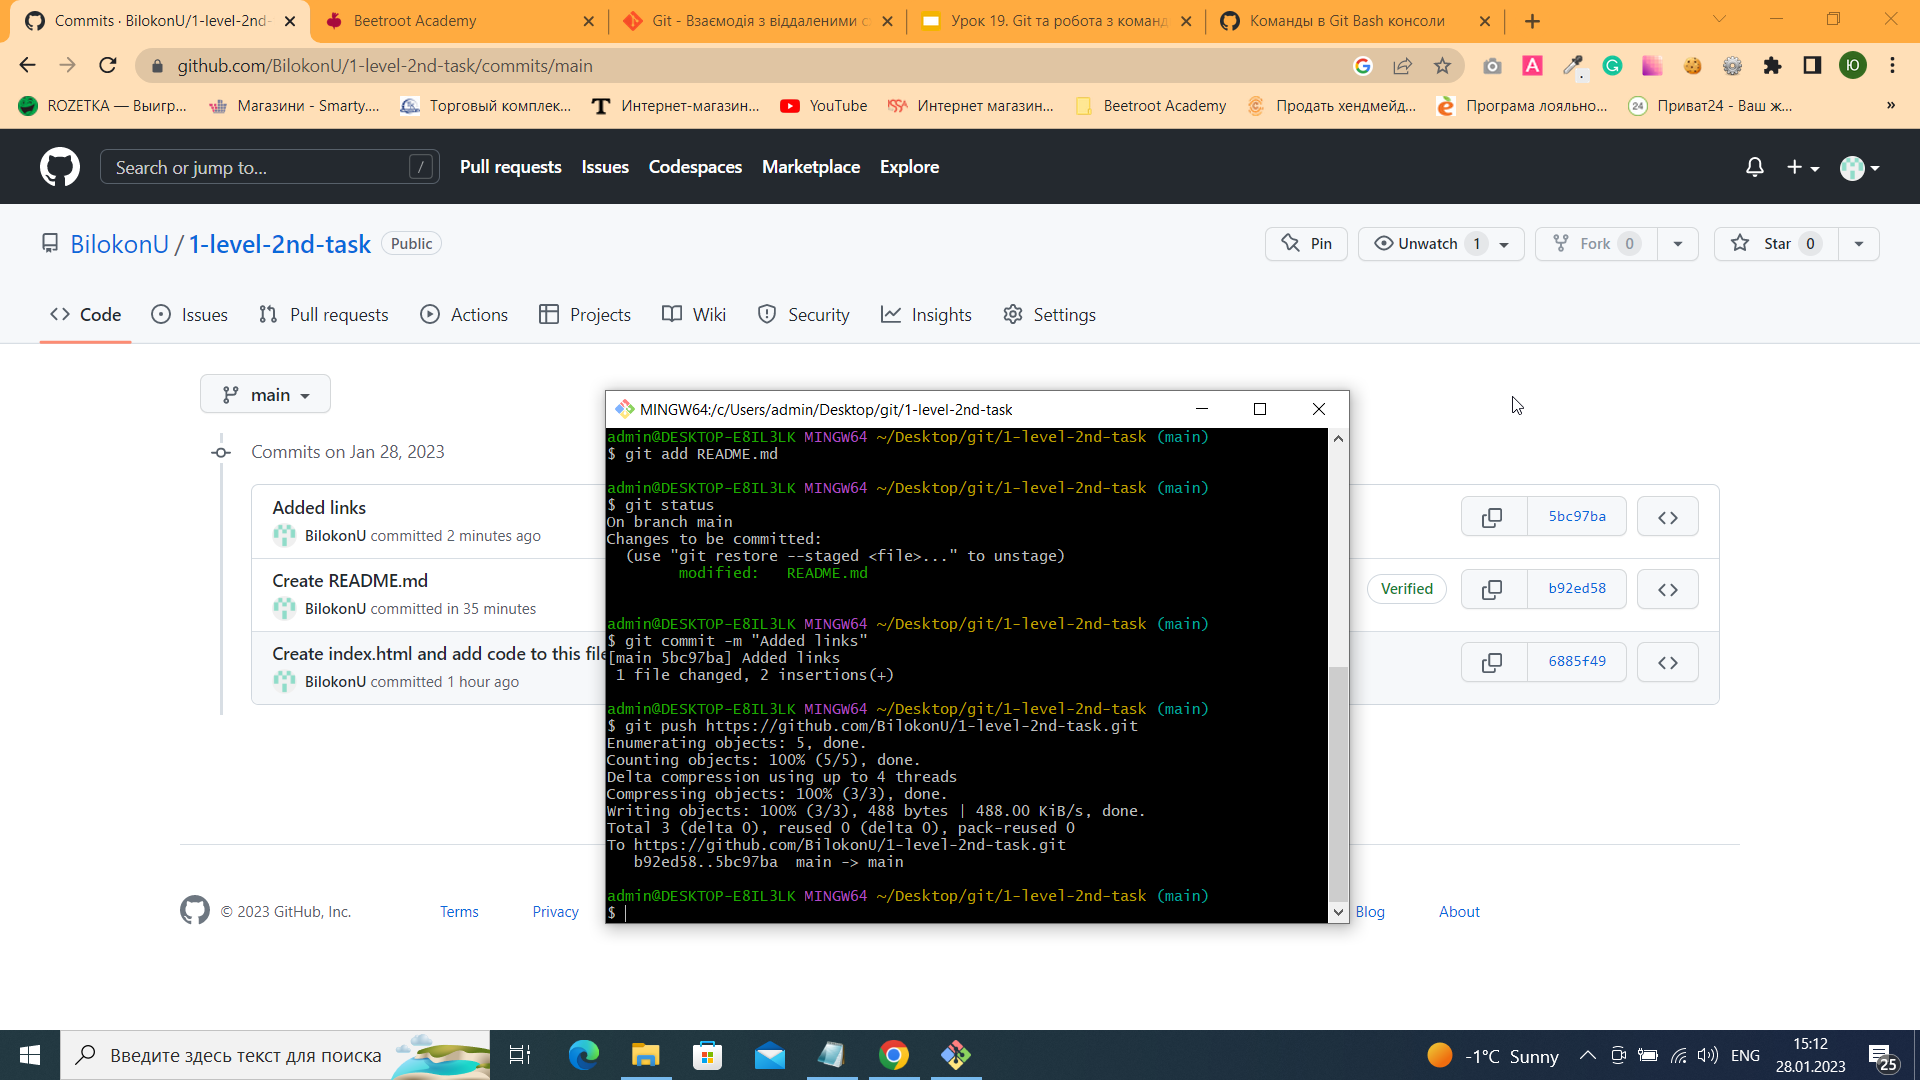 Commits · BilokonU/1-level-2nd-
Beetroot Academy
Git - Взаємодія з віддаленими с
Урок 19. Git та робота з команд
Команды в Git Bash консоли
github.com/BilokonU/1-level-2nd-task/commits/main
Ю
ROZETKA — Выигр...
Магазини - Smarty....
Торговый комплек...
Интернет-магазин...
YouTube
Интернет магазин...
Beetroot Academy
Продать хендмейд...
Програма лояльно...
24
Приват24 - Ваш ж...
»
Search or jump to...
/
Pull requests
Issues
Codespaces
Marketplace
Explore
BilokonU / 1-level-2nd-task
Public
Pin
Unwatch 1
Fork 0
Star 0
Code
Issues
Pull requests
Actions
Projects
Wiki
Security
Insights
Settings
main
Commits on Jan 28, 2023
Added links
BilokonU committed 2 minutes ago
5bc97ba
Create README.md
BilokonU committed in 35 minutes
Verified
b92ed58
Create index.html and add code to this file
BilokonU committed 1 hour ago
6885f49
MINGW64:/c/Users/admin/Desktop/git/1-level-2nd-task
admin@DESKTOP-E8IL3LK MINGW64 ~/Desktop/git/1-level-2nd-task (main)
$ git add README.md
admin@DESKTOP-E8IL3LK MINGW64 ~/Desktop/git/1-level-2nd-task (main)
$ git status
On branch main
Changes to be committed:
(use "git restore --staged <file>..." to unstage)
modified: README.md
admin@DESKTOP-E8IL3LK MINGW64 ~/Desktop/git/1-level-2nd-task (main)
$ git commit -m "Added links"
[main 5bc97ba] Added links
1 file changed, 2 insertions(+)
admin@DESKTOP-E8IL3LK MINGW64 ~/Desktop/git/1-level-2nd-task (main)
$ git push https://github.com/BilokonU/1-level-2nd-task.git
Enumerating objects: 5, done.
Counting objects: 100% (5/5), done.
Delta compression using up to 4 threads
Compressing objects: 100% (3/3), done.
Writing objects: 100% (3/3), 488 bytes | 488.00 KiB/s, done.
Total 3 (delta 0), reused 0 (delta 0), pack-reused 0
To https://github.com/BilokonU/1-level-2nd-task.git
b92ed58..5bc97ba main -> main
admin@DESKTOP-E8IL3LK MINGW64 ~/Desktop/git/1-level-2nd-task (main)
$
© 2023 GitHub, Inc.
Terms
Privacy
Blog
About
Введите здесь текст для поиска
-1°C Sunny
ENG
15:12
28.01.2023
25